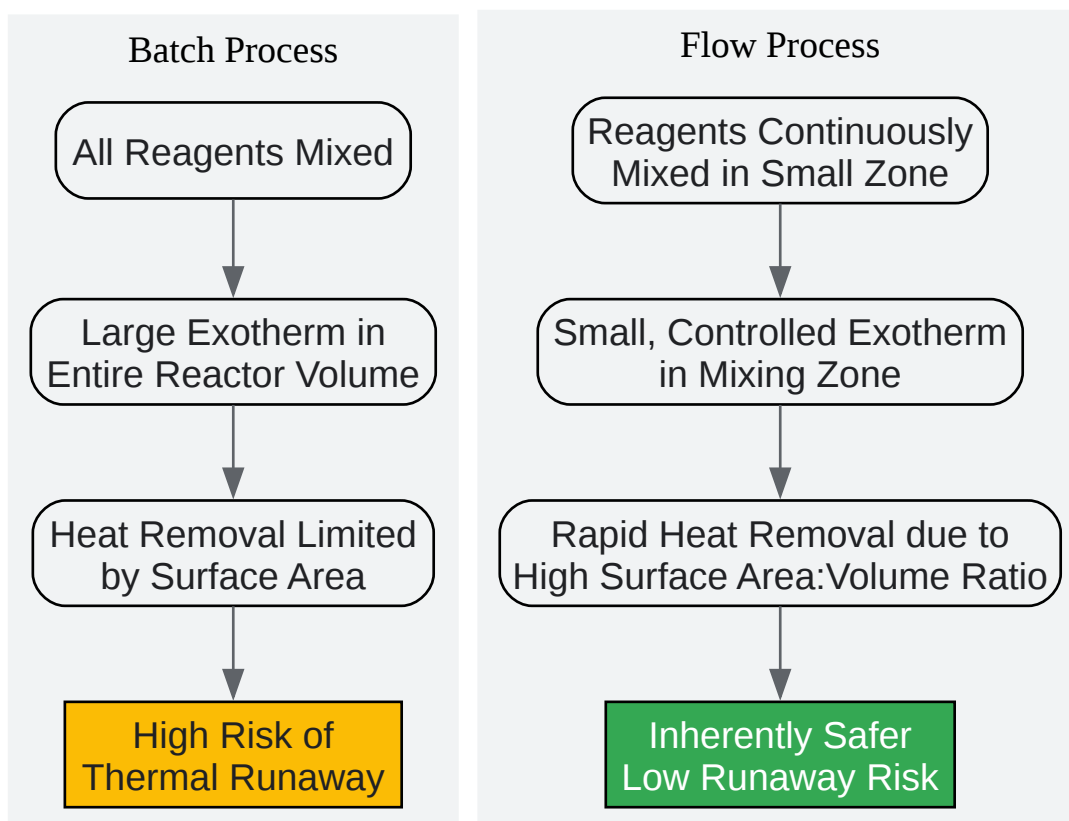 Batch Process
All Reagents Mixed
Large Exotherm in
Entire Reactor Volume
Heat Removal Limited
by Surface Area
High Risk of
Thermal Runaway
Flow Process
Reagents Continuously
Mixed in Small Zone
Small, Controlled Exotherm
in Mixing Zone
Rapid Heat Removal due to
High Surface Area:Volume Ratio
Inherently Safer
Low Runaway Risk